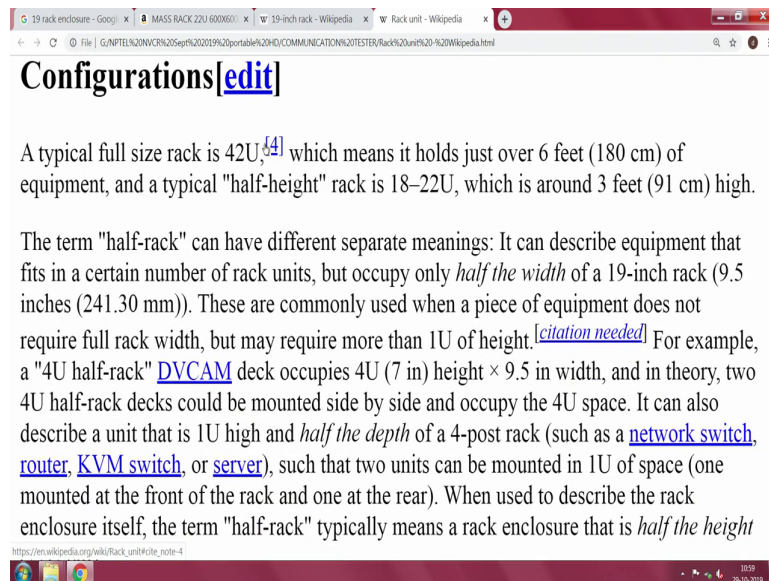 19 rack enclosure - Googl
MASS RACK 22U 600X600
19-inch rack - Wikipedia
Rack unit - Wikipedia
File | G:/NPTEL%20NVCR%20Sept%202019%20portable%20HD/COMMUNICATION%20TESTER/Rack%20unit%20-%20Wikipedia.html
Configurations[edit]
A typical full size rack is 42U,[4] which means it holds just over 6 feet (180 cm) of
equipment, and a typical "half-height" rack is 18–22U, which is around 3 feet (91 cm) high.
The term "half-rack" can have different separate meanings: It can describe equipment that
fits in a certain number of rack units, but occupy only half the width of a 19-inch rack (9.5
inches (241.30 mm)). These are commonly used when a piece of equipment does not
require full rack width, but may require more than 1U of height.[citation needed] For example,
a "4U half-rack" DVCAM deck occupies 4U (7 in) height × 9.5 in width, and in theory, two
4U half-rack decks could be mounted side by side and occupy the 4U space. It can also
describe a unit that is 1U high and half the depth of a 4-post rack (such as a network switch,
router, KVM switch, or server), such that two units can be mounted in 1U of space (one
mounted at the front of the rack and one at the rear). When used to describe the rack
enclosure itself, the term "half-rack" typically means a rack enclosure that is half the height
https://en.wikipedia.org/wiki/Rack_unit#cite_note-4
10:59
29-10-2019